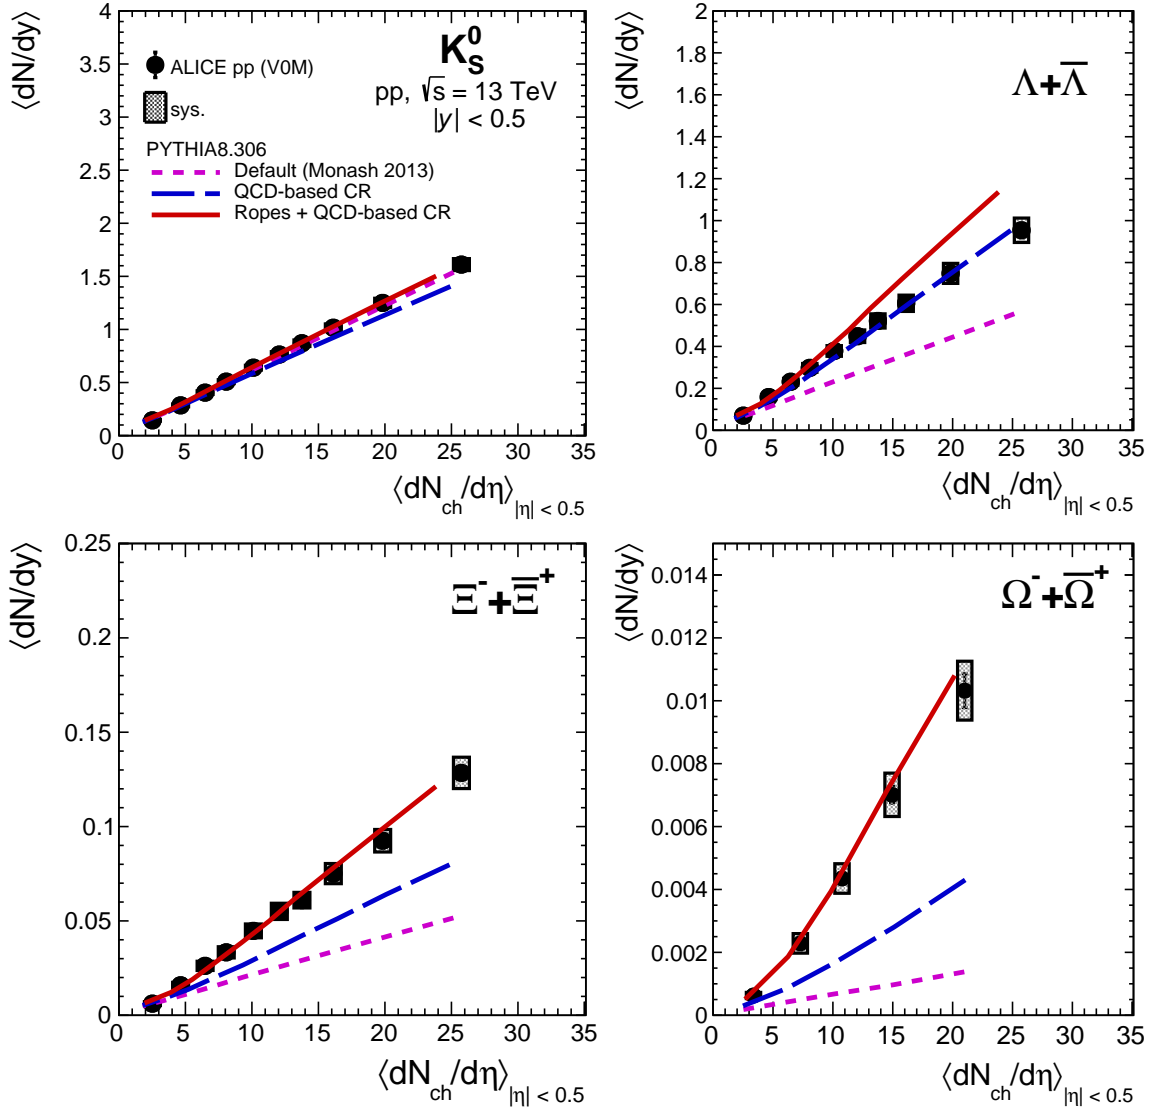 ⟨dN/dy⟩
4
3.5
3
2.5
2
1.5
1
0.5
0
ALICE pp (V0M)
sys.
PYTHIA8.306
Default (Monash 2013)
QCD-based CR
Ropes + QCD-based CR
K⁰_S
pp, √s = 13 TeV
|y| < 0.5
0 5 10 15 20 25 30 35
⟨dN_ch/dη⟩_|η| < 0.5
⟨dN/dy⟩
2
1.8
1.6
1.4
1.2
1
0.8
0.6
0.4
0.2
0
Λ+Λ̅
0 5 10 15 20 25 30 35
⟨dN_ch/dη⟩_|η| < 0.5
⟨dN/dy⟩
0.25
0.2
0.15
0.1
0.05
0
Ξ⁻+Ξ̅⁺
0 5 10 15 20 25 30 35
⟨dN_ch/dη⟩_|η| < 0.5
⟨dN/dy⟩
0.014
0.012
0.01
0.008
0.006
0.004
0.002
0
Ω⁻+Ω̅⁺
0 5 10 15 20 25 30 35
⟨dN_ch/dη⟩_|η| < 0.5